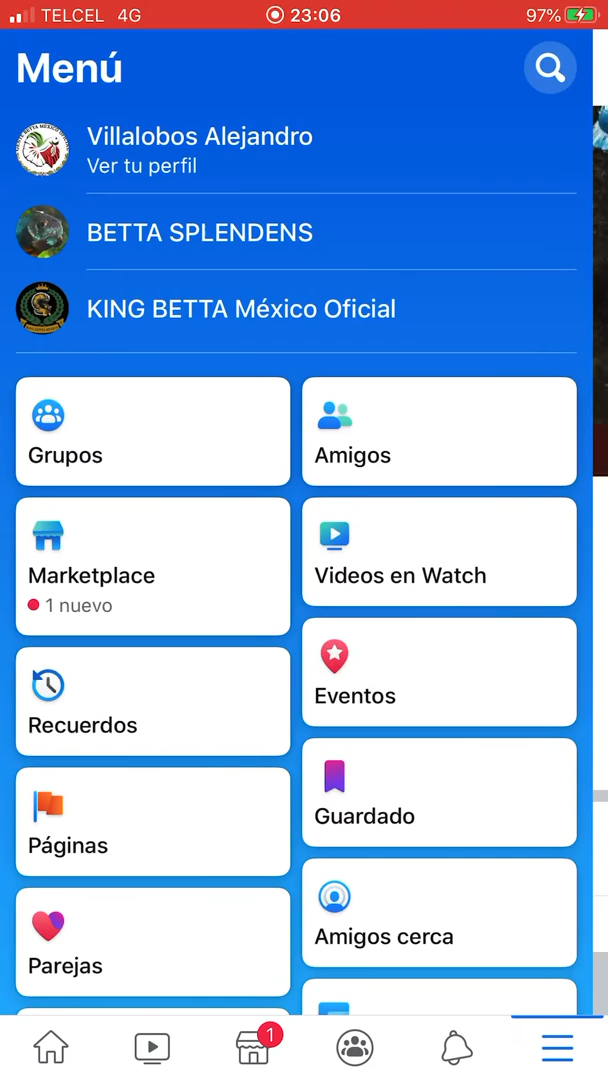 TELCEL 4G 23:06 97%
Menú
Villalobos Alejandro
Ver tu perfil
BETTA SPLENDENS
KING BETTA México Oficial
Grupos
Amigos
Marketplace
1 nuevo
Videos en Watch
Recuerdos
Eventos
Páginas
Guardado
Parejas
Amigos cerca
1